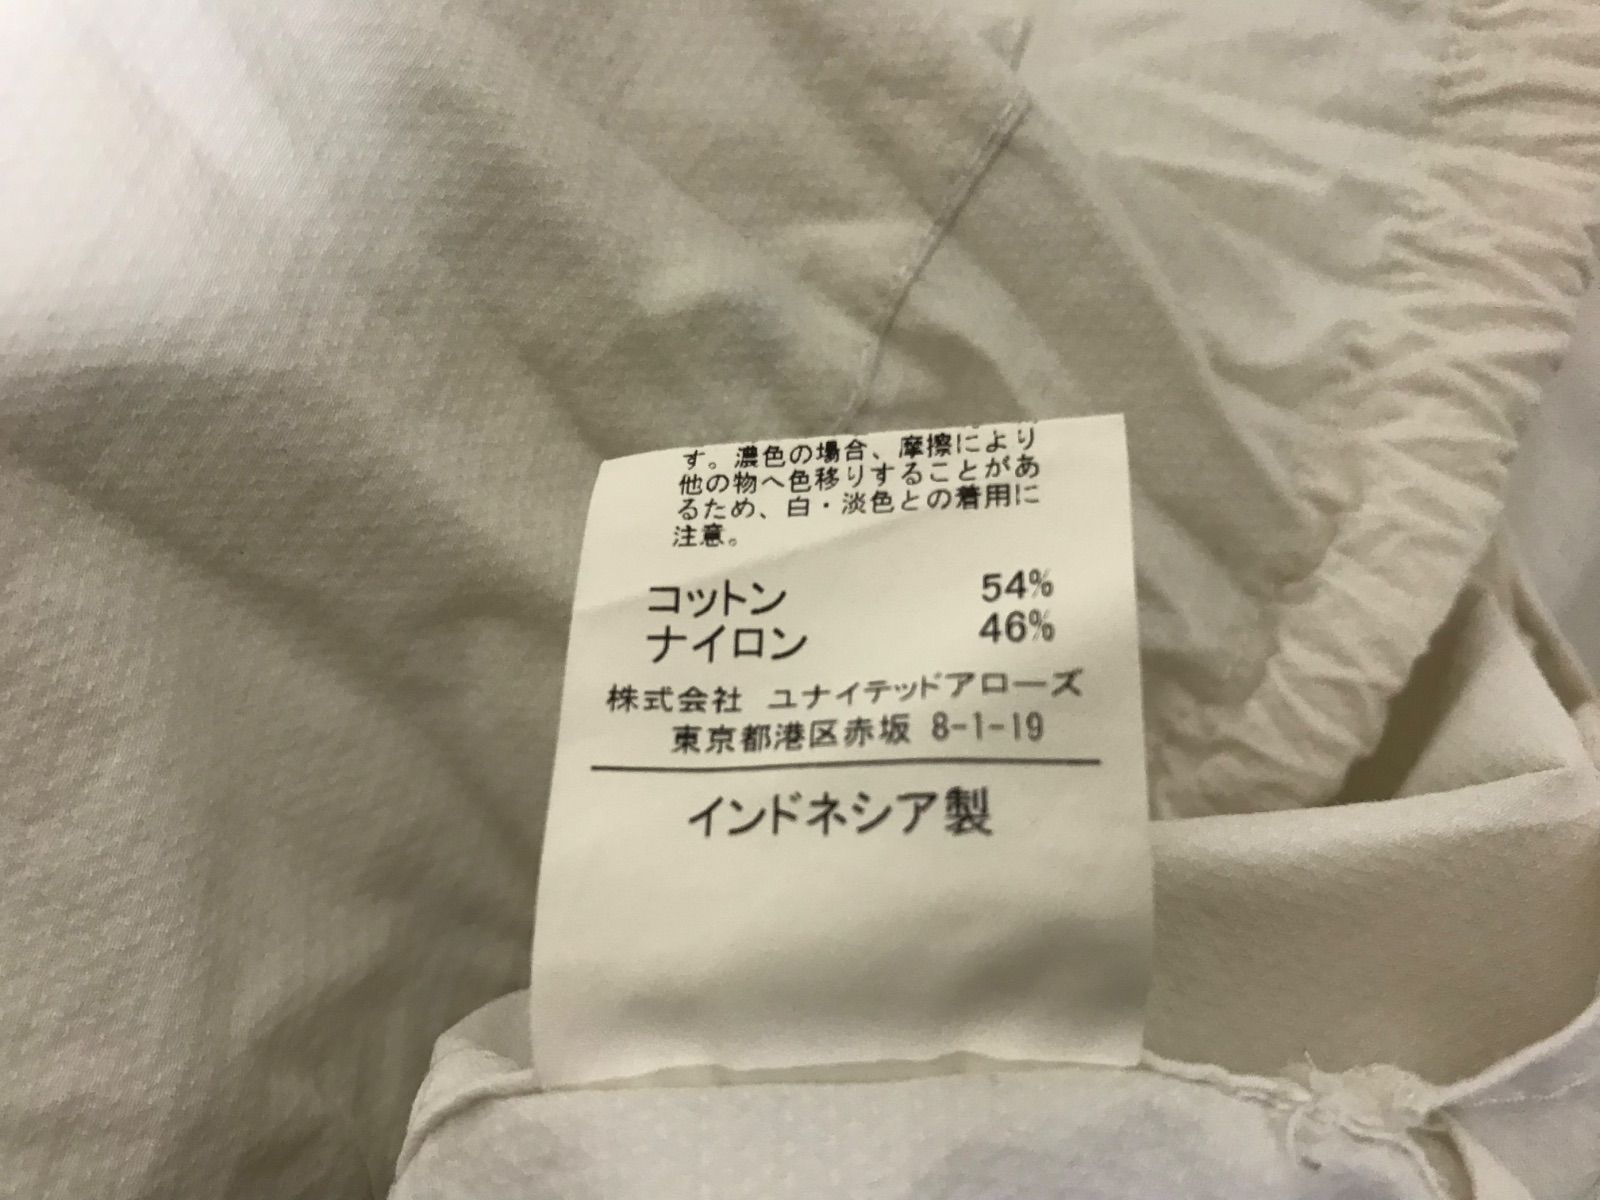 す。濃色の場合、摩擦により
他の物へ色移りすることがあ
るため、白・淡色との着用に
注意。
コットン 54%
ナイロン 46%
株式会社 ユナイテッドアローズ
東京都港区赤坂 8-1-19
インドネシア製